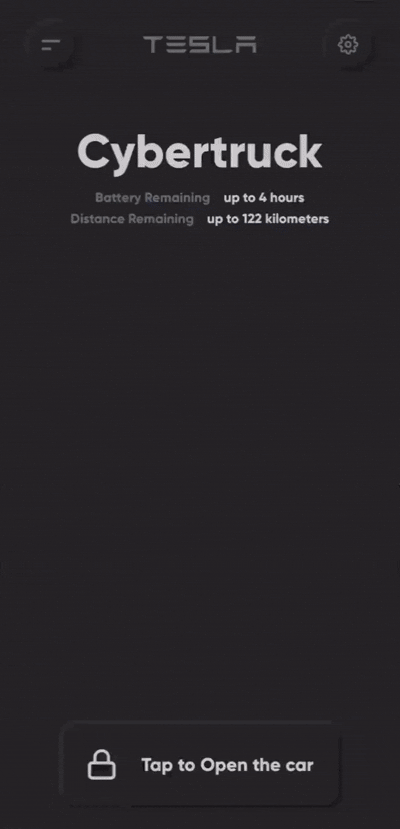 TESLA
Cybertruck
Battery Remaining up to 4 hours
Distance Remaining up to 122 kilometers
Tap to Open the car